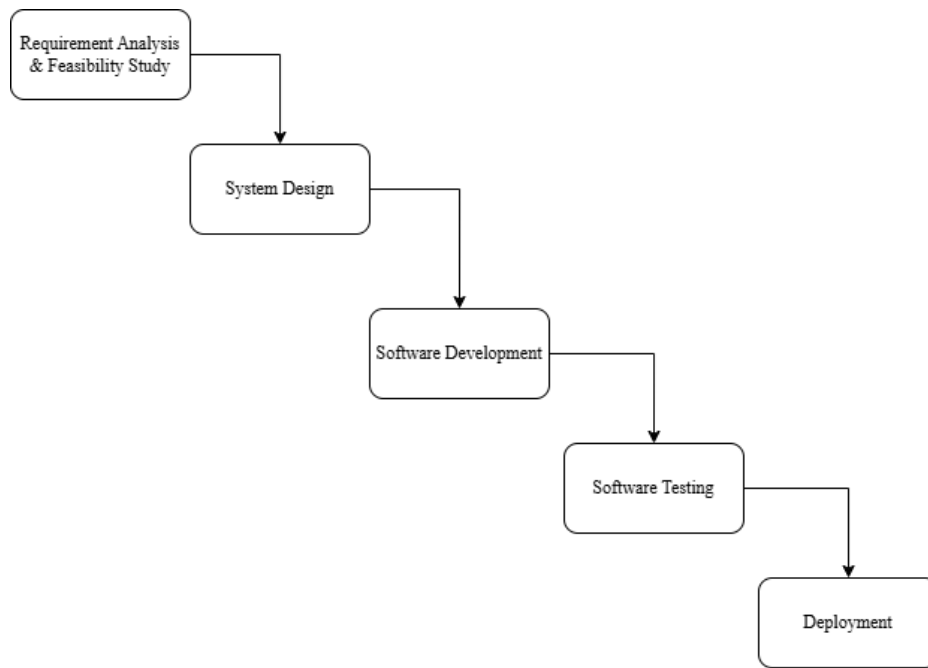 Requirement Analysis
& Feasibility Study
System Design
Software Development
Software Testing
Deployment